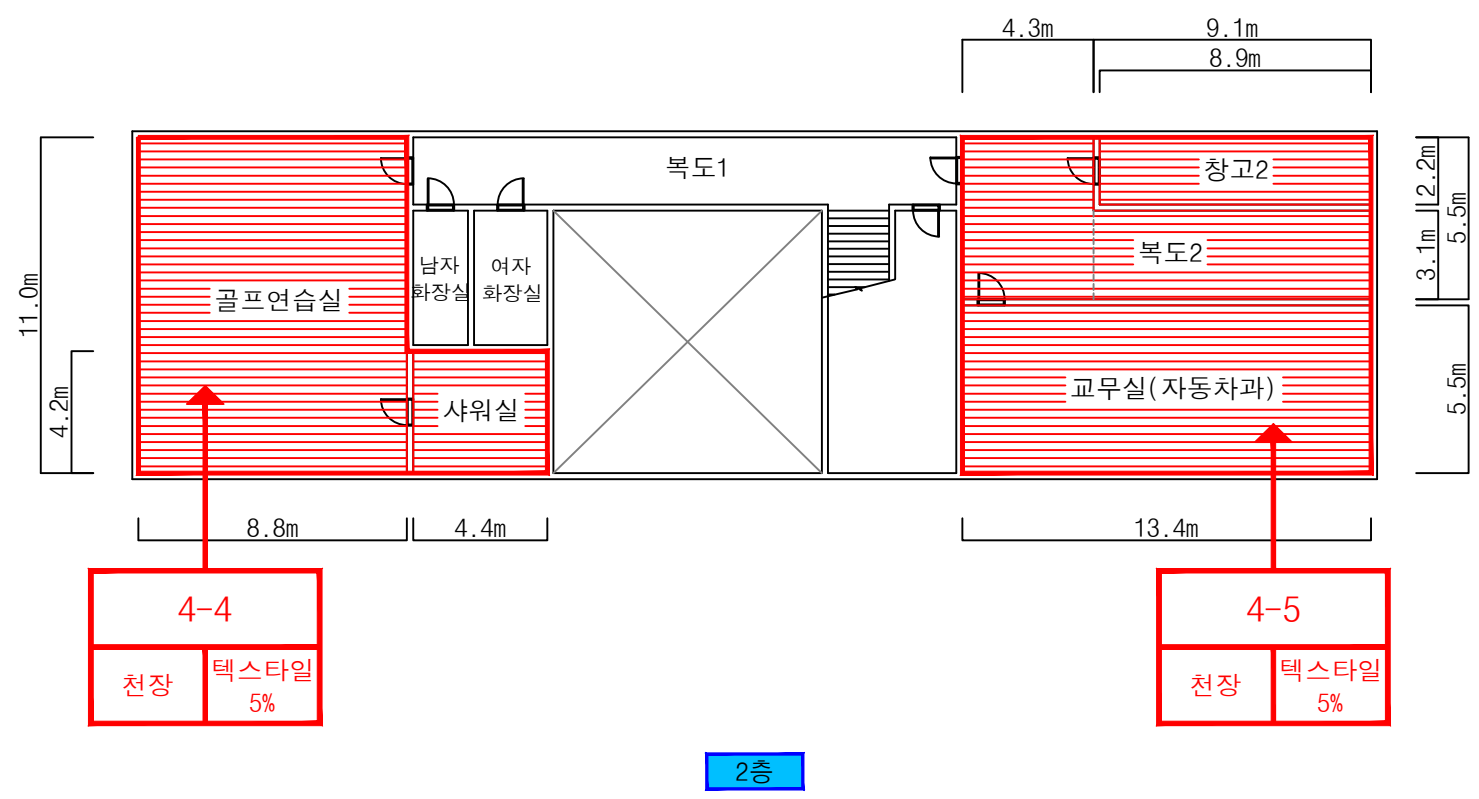 4.3m
9.1m
8.9m
복도1
창고2
2.2m
5.5m
3.1m
복도2
남자
화장실
여자
화장실
골프연습실
11.0m
4.2m
샤워실
교무실(자동차과)
5.5m
8.8m
4.4m
13.4m
4-4
천장
텍스타일
5%
4-5
천장
텍스타일
5%
2층